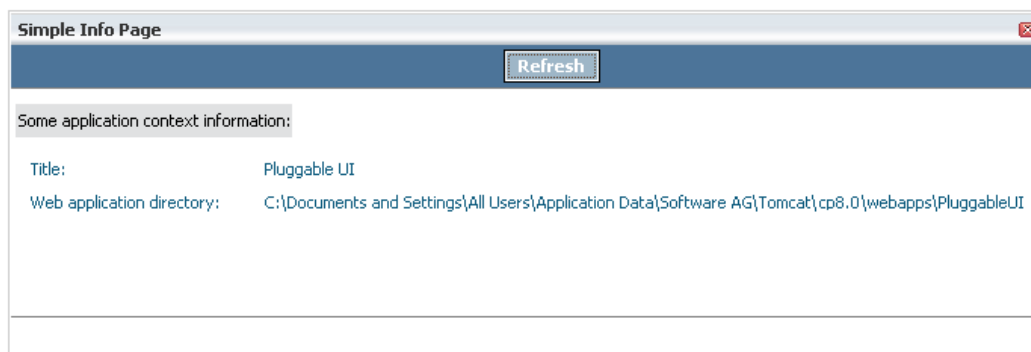 Simple Info Page
Refresh
Some application context information:
Title: Pluggable UI
Web application directory: C:\Documents and Settings\All Users\Application Data\Software AG\Tomcat\cp8.0\webapps\PluggableUI